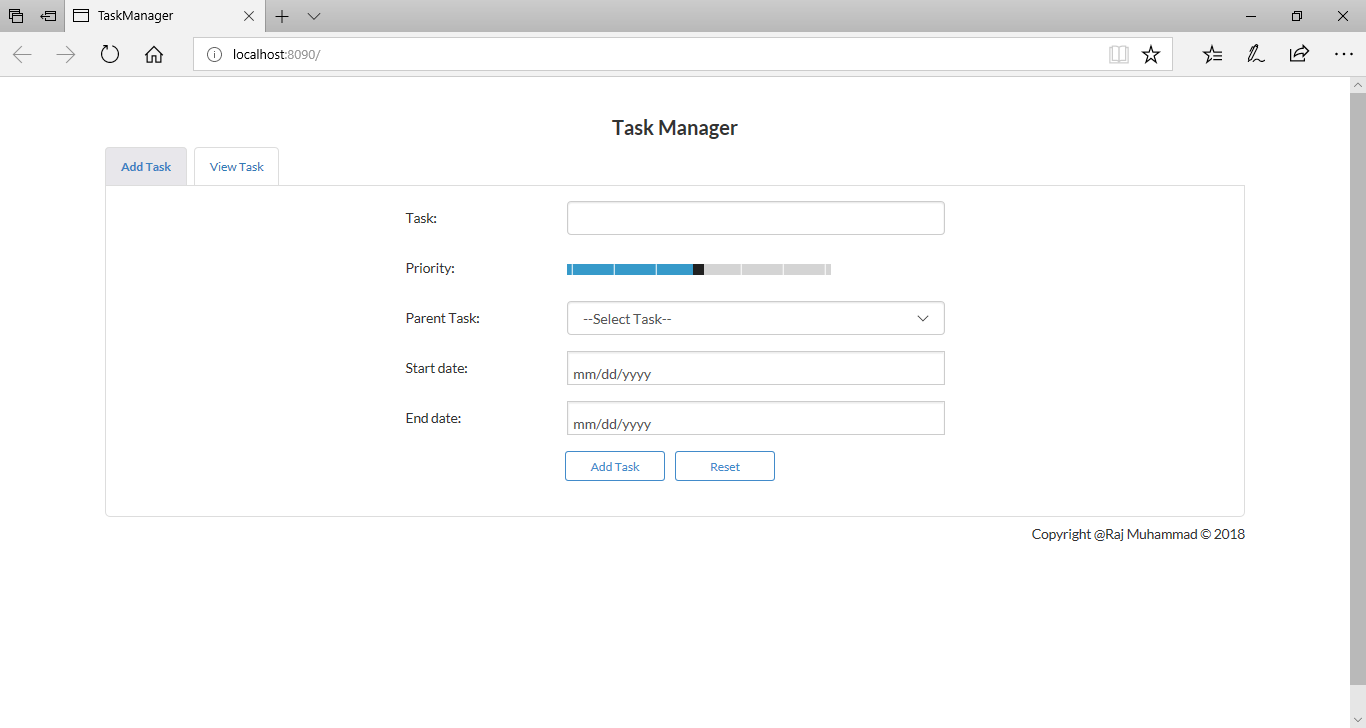 TaskManager
localhost:8090/
Task Manager
Add Task
View Task
Task:
Priority:
Parent Task:
--Select Task--
Start date:
mm/dd/yyyy
End date:
mm/dd/yyyy
Add Task
Reset
Copyright @Raj Muhammad © 2018